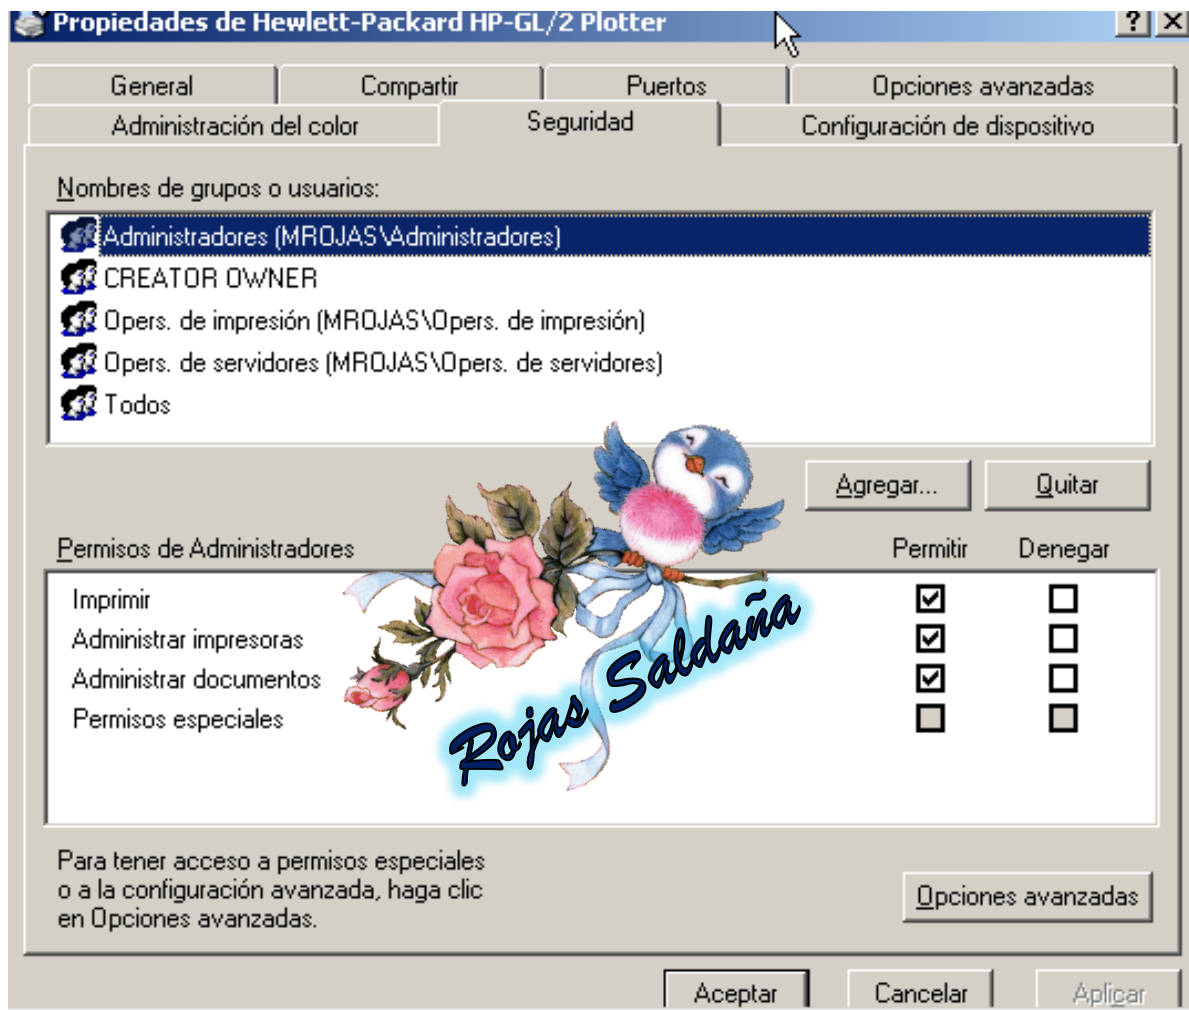 Propiedades de Hewlett-Packard HP-GL/2 Plotter
General Compartir Puertos Opciones avanzadas
Administración del color Seguridad Configuración de dispositivo
Nombres de grupos o usuarios:
Administradores (MROJAS\Administradores)
CREATOR OWNER
Opers. de impresión (MROJAS\Opers. de impresión)
Opers. de servidores (MROJAS\Opers. de servidores)
Todos
Agregar... Quitar
Permisos de Administradores Permitir Denegar
Imprimir
Administrar impresoras
Administrar documentos
Permisos especiales
Rojas Saldaña
Para tener acceso a permisos especiales
o a la configuración avanzada, haga clic
en Opciones avanzadas.
Opciones avanzadas
Aceptar Cancelar Aplicar